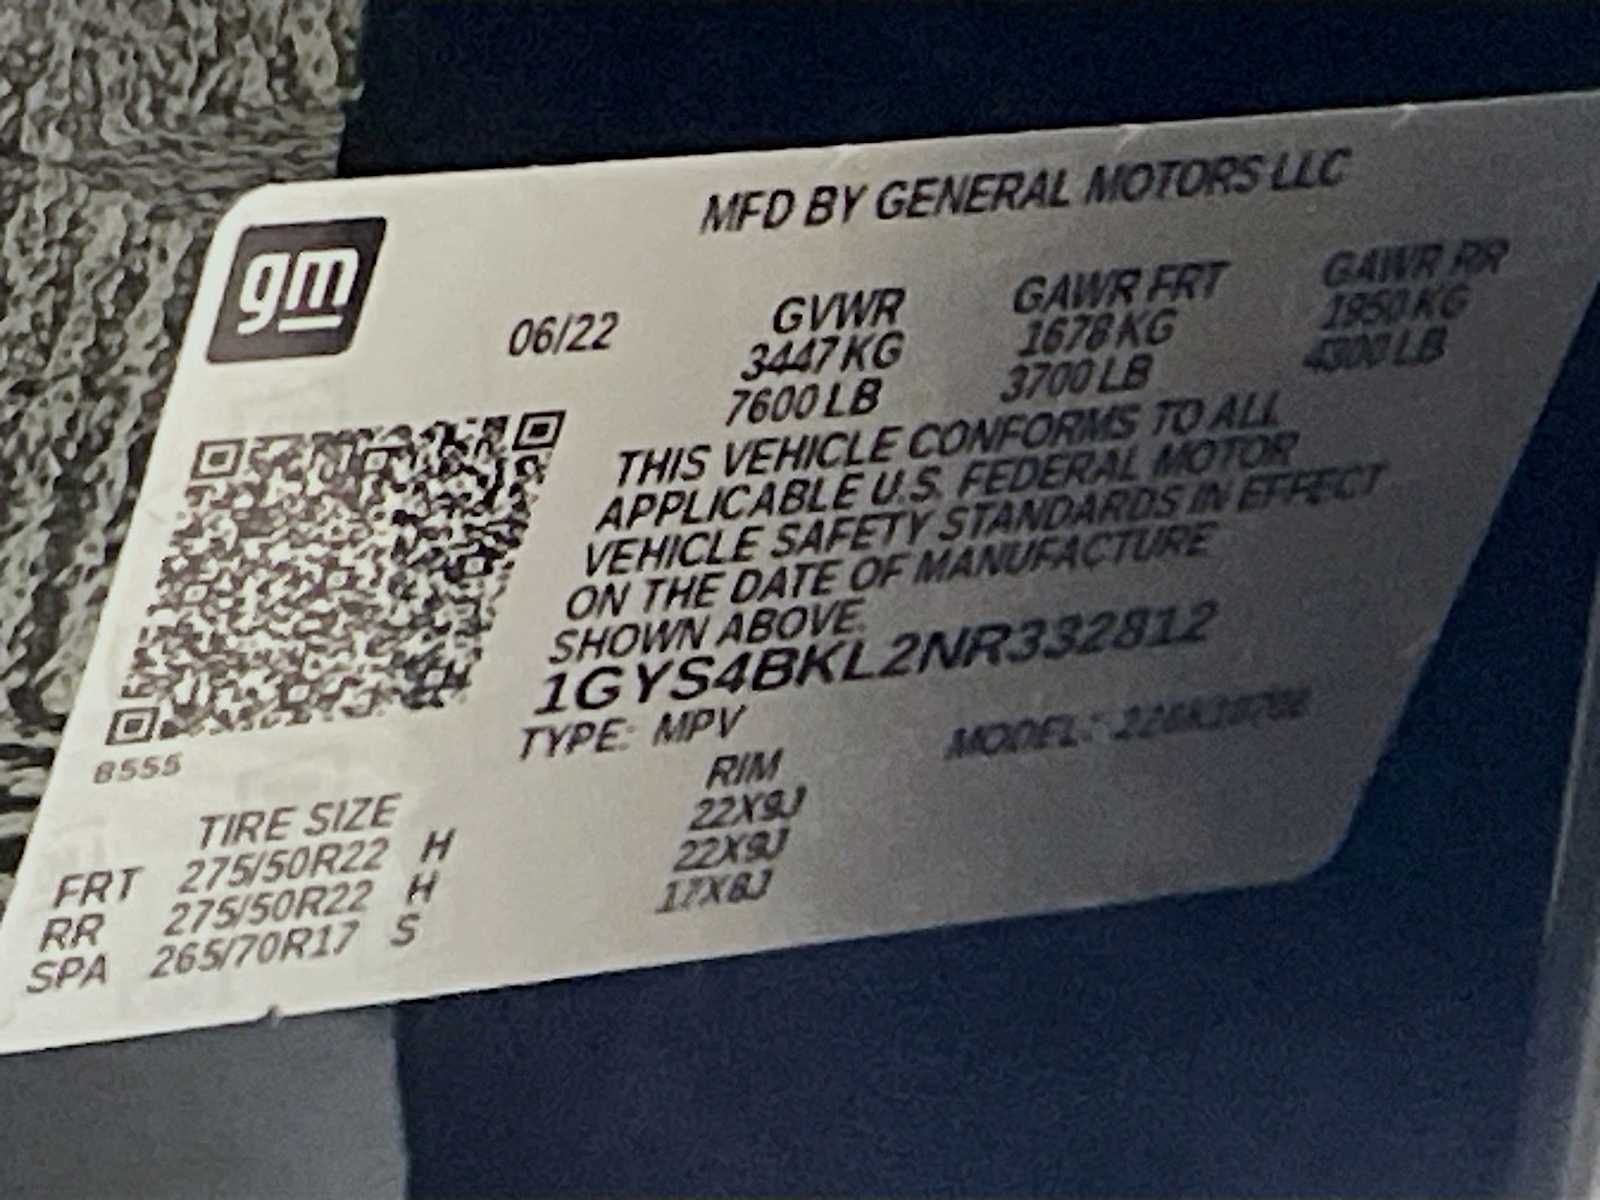 MFD BY GENERAL MOTORS LLC
gm
06/22 GVWR GAWR FRT GAWR RR
3447 KG 1678 KG 1950 KG
7600 LB 3700 LB 4300 LB
THIS VEHICLE CONFORMS TO ALL
APPLICABLE U.S. FEDERAL MOTOR
VEHICLE SAFETY STANDARDS IN EFFECT
ON THE DATE OF MANUFACTURE
SHOWN ABOVE.
1GYS4BKL2NR332812
TYPE: MPV MODEL:
8555
TIRE SIZE RIM
FRT 275/50R22 H 22X9J
RR 275/50R22 H 22X9J
SPA 265/70R17 S 17X8J